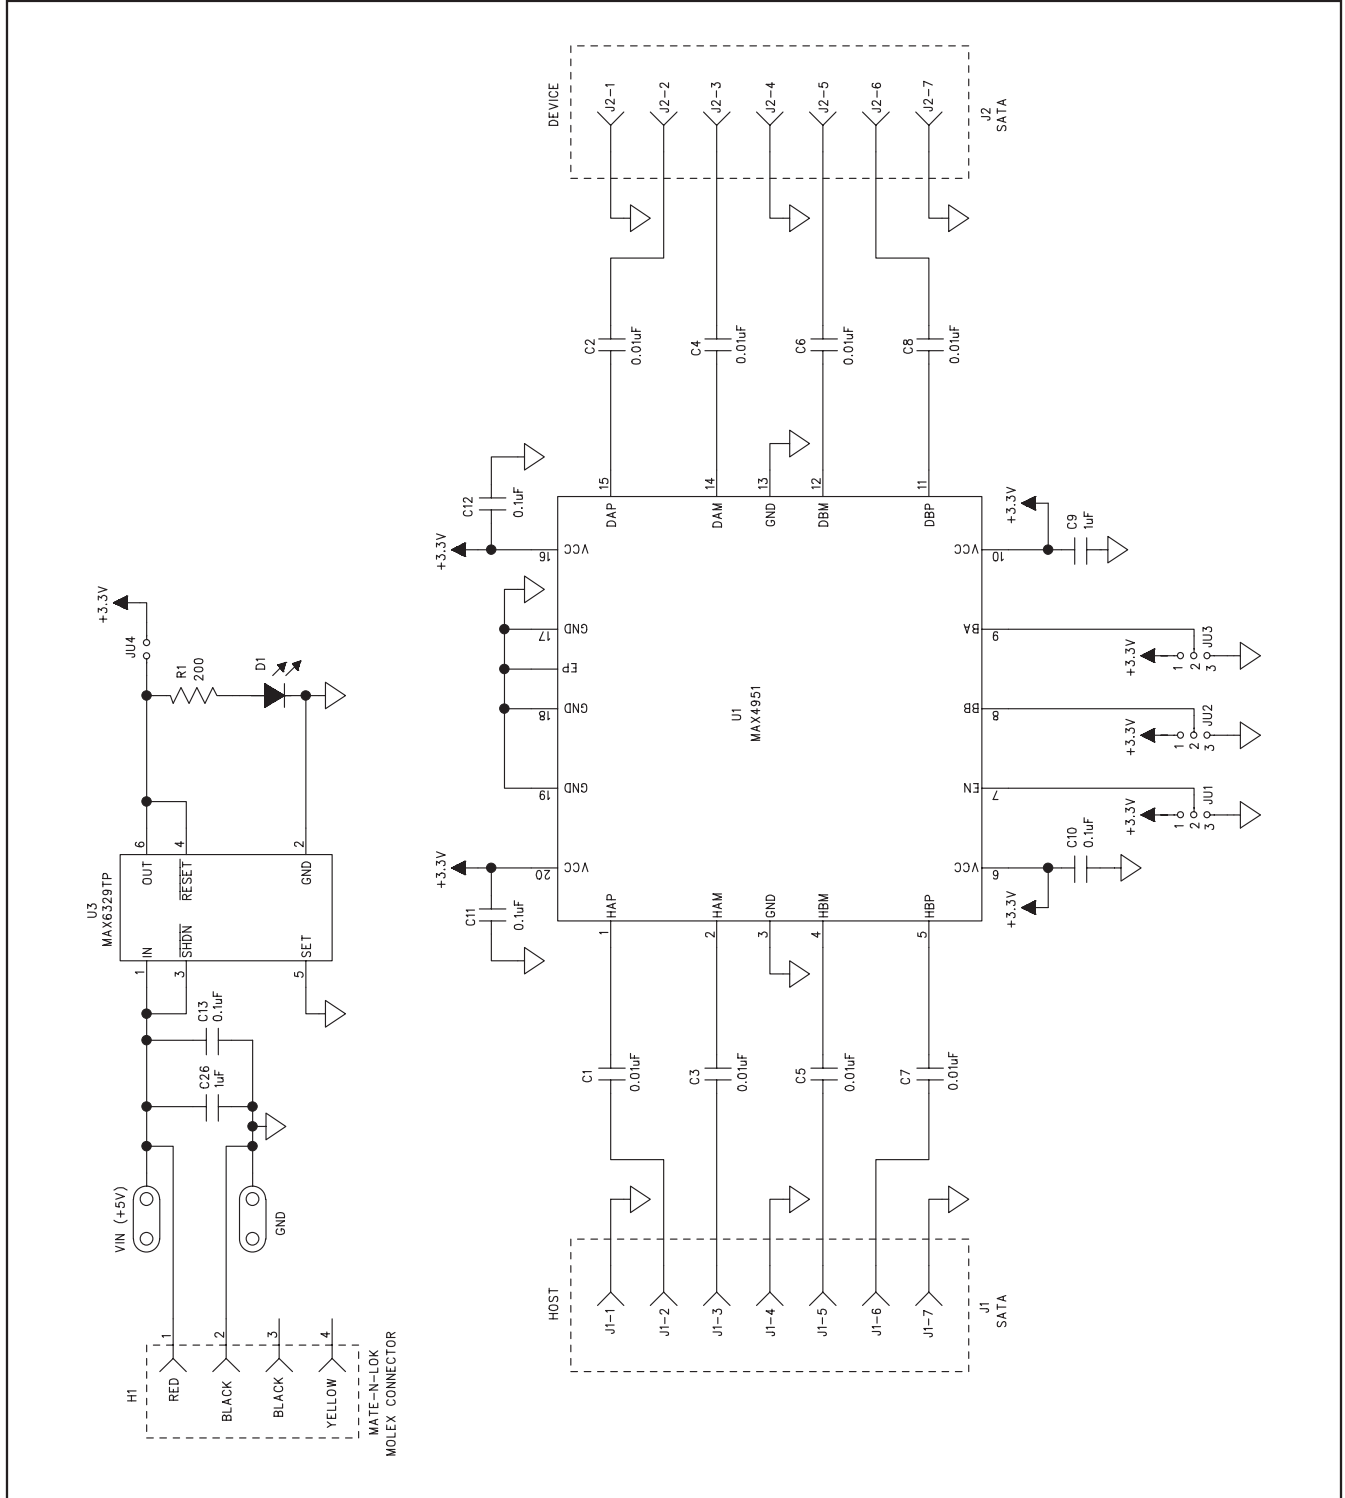 H1
RED
1
BLACK
2
BLACK
3
YELLOW
4
MATE-N-LOK
MOLEX CONNECTOR
VIN (+5V)
GND
C26
1uF
C13
0.1uF
U3
MAX6329TP
1
IN
3
SHDN
5
SET
6
OUT
4
RESET
2
GND
R1
200
D1
JU4
+3.3V
HOST
J1-1
J1-2
J1-3
J1-4
J1-5
J1-6
J1-7
J1
SATA
C1
0.01uF
C3
0.01uF
C5
0.01uF
C7
0.01uF
1
HAP
2
HAM
3
GND
4
HBM
5
HBP
U1
MAX4951
+3.3V
C11
0.1uF
20
VCC
19
GND
18
GND
EP
17
GND
16
VCC
+3.3V
C12
0.1uF
6
VCC
+3.3V
C10
0.1uF
7
EN
+3.3V
1
2
3
JU1
8
BB
+3.3V
1
2
3
JU2
9
BA
+3.3V
1
2
3
JU3
10
VCC
+3.3V
C9
1uF
15
DAP
14
DAM
13
GND
12
DBM
11
DBP
C2
0.01uF
C4
0.01uF
C6
0.01uF
C8
0.01uF
DEVICE
J2-1
J2-2
J2-3
J2-4
J2-5
J2-6
J2-7
J2
SATA